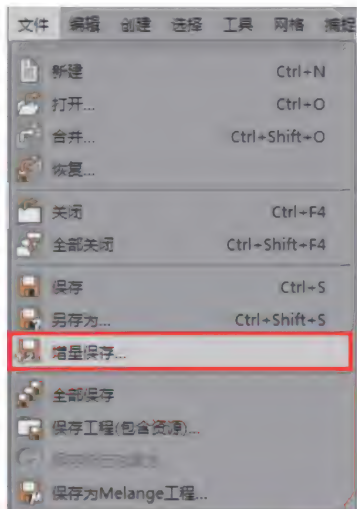 文件 编辑 创建 选择 工具 网格 捕捉
新建 Ctrl+N
打开... Ctrl+O
合并... Ctrl+Shift+O
恢复...
关闭 Ctrl+F4
全部关闭 Ctrl+Shift+F4
保存 Ctrl+S
另存为... Ctrl+Shift+S
增量保存...
全部保存
保存工程(包含资源)...
保存为Melange工程...